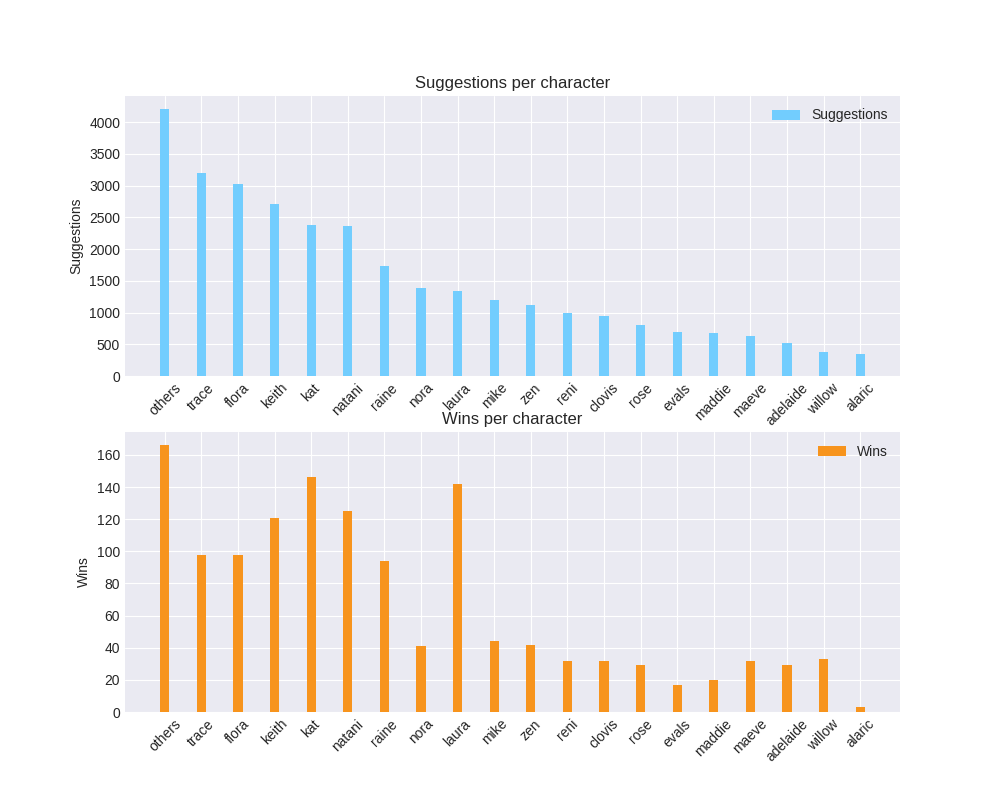 Suggestions per character
Suggestions
4000
3500
3000
2500
2000
1500
1000
500
0
Suggestions
others trace flora keith kat natani raine nora laura mike zen reni clovis rose evals maddie maeve adelaide willow alaric
Wins per character
Wins
160
140
120
100
80
60
40
20
0
Wins
others trace flora keith kat natani raine nora laura mike zen reni clovis rose evals maddie maeve adelaide willow alaric